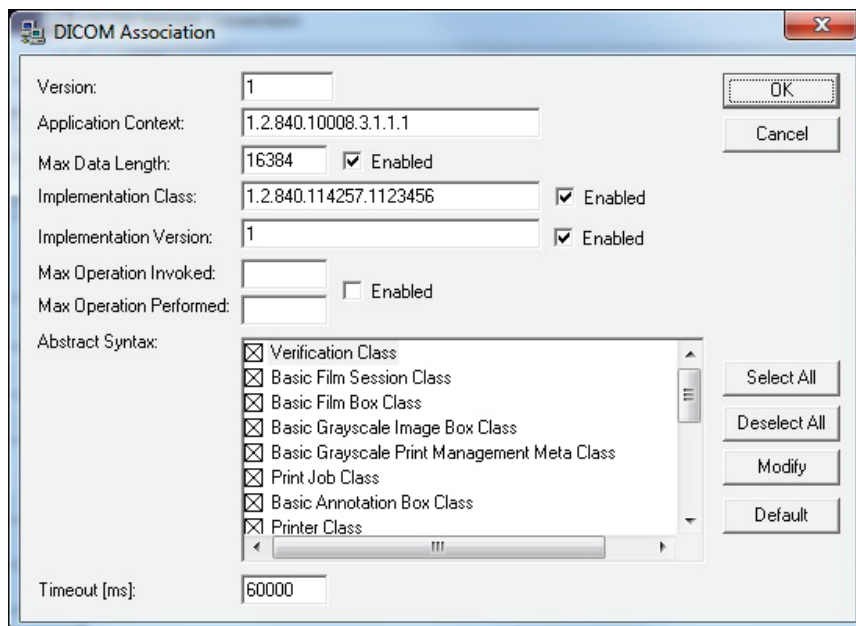 DICOM Association
Version: 1
OK
Application Context: 1.2.840.10008.3.1.1.1
Cancel
Max Data Length: 16384 Enabled
Implementation Class: 1.2.840.114257.1123456 Enabled
Implementation Version: 1 Enabled
Max Operation Invoked:
Enabled
Max Operation Performed:
Abstract Syntax:
Verification Class
Basic Film Session Class
Basic Film Box Class
Basic Grayscale Image Box Class
Basic Grayscale Print Management Meta Class
Print Job Class
Basic Annotation Box Class
Printer Class
Select All
Deselect All
Modify
Default
Timeout [ms]: 60000